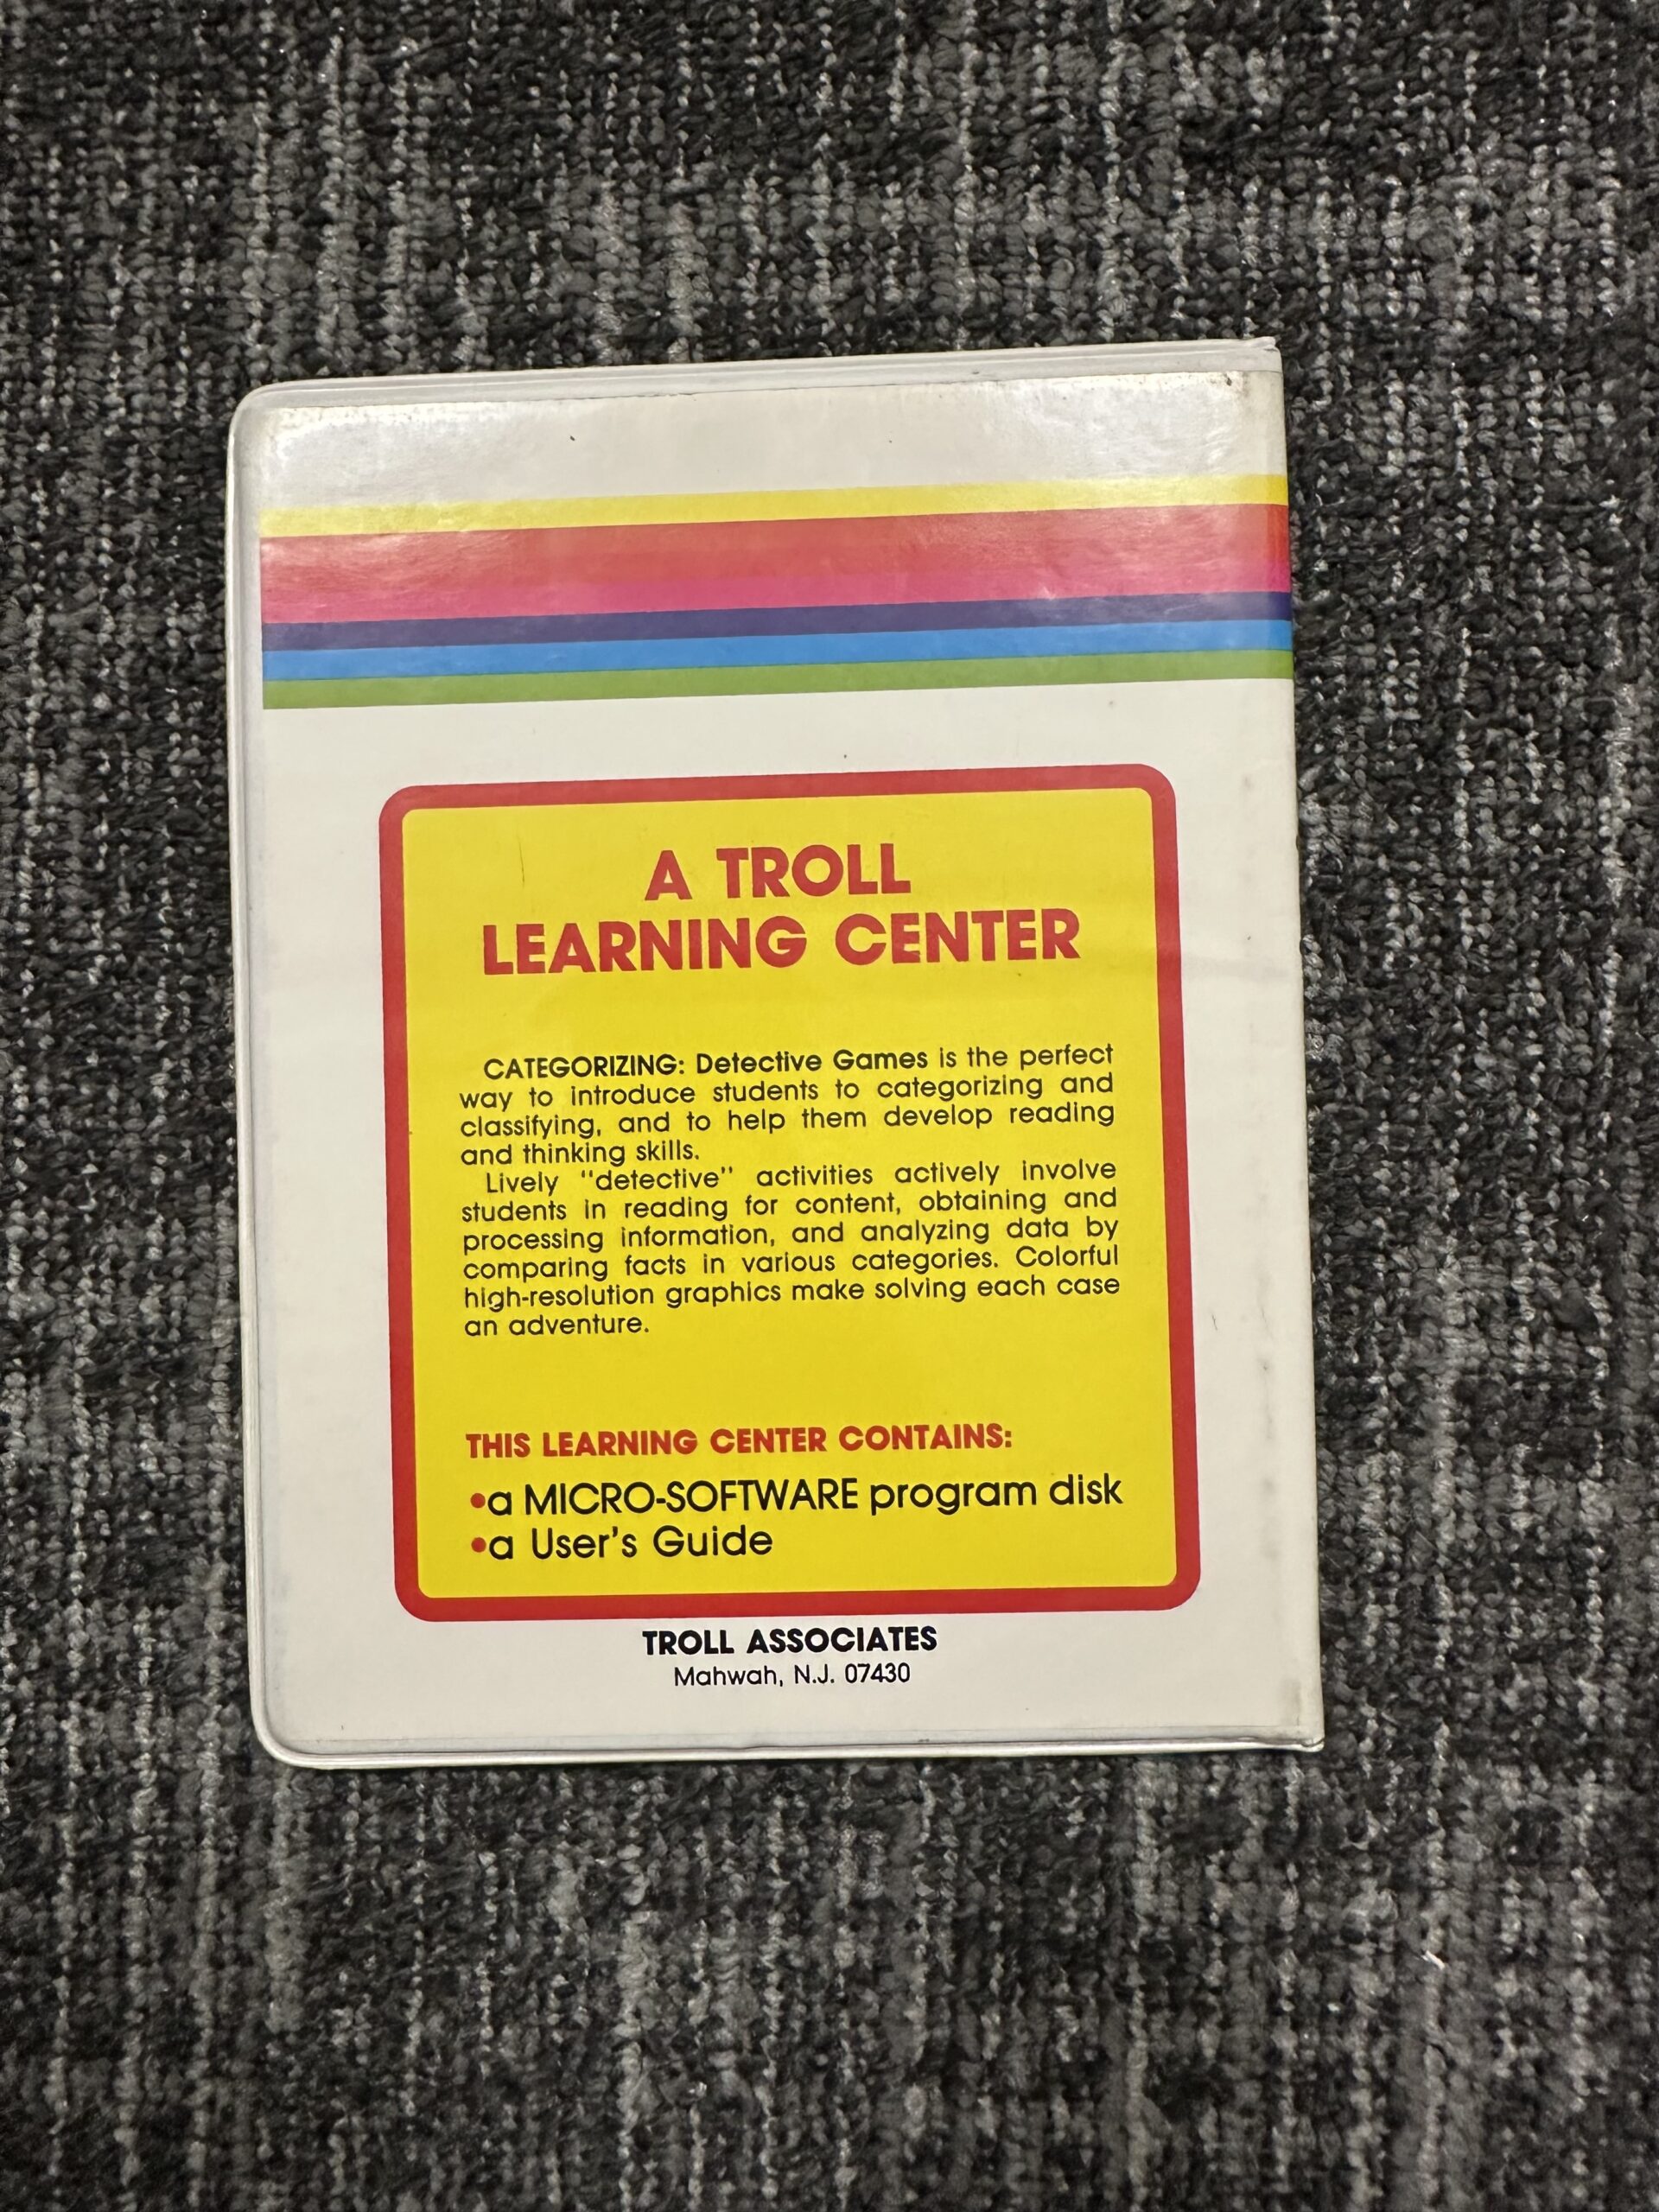 A TROLL
LEARNING CENTER
CATEGORIZING: Detective Games is the perfect
way to introduce students to categorizing and
classifying, and to help them develop reading
and thinking skills.
Lively "detective" activities actively involve
students in reading for content, obtaining and
processing information, and analyzing data by
comparing facts in various categories. Colorful
high-resolution graphics make solving each case
an adventure.
THIS LEARNING CENTER CONTAINS:
•a MICRO-SOFTWARE program disk
•a User's Guide
TROLL ASSOCIATES
Mahwah, N.J. 07430